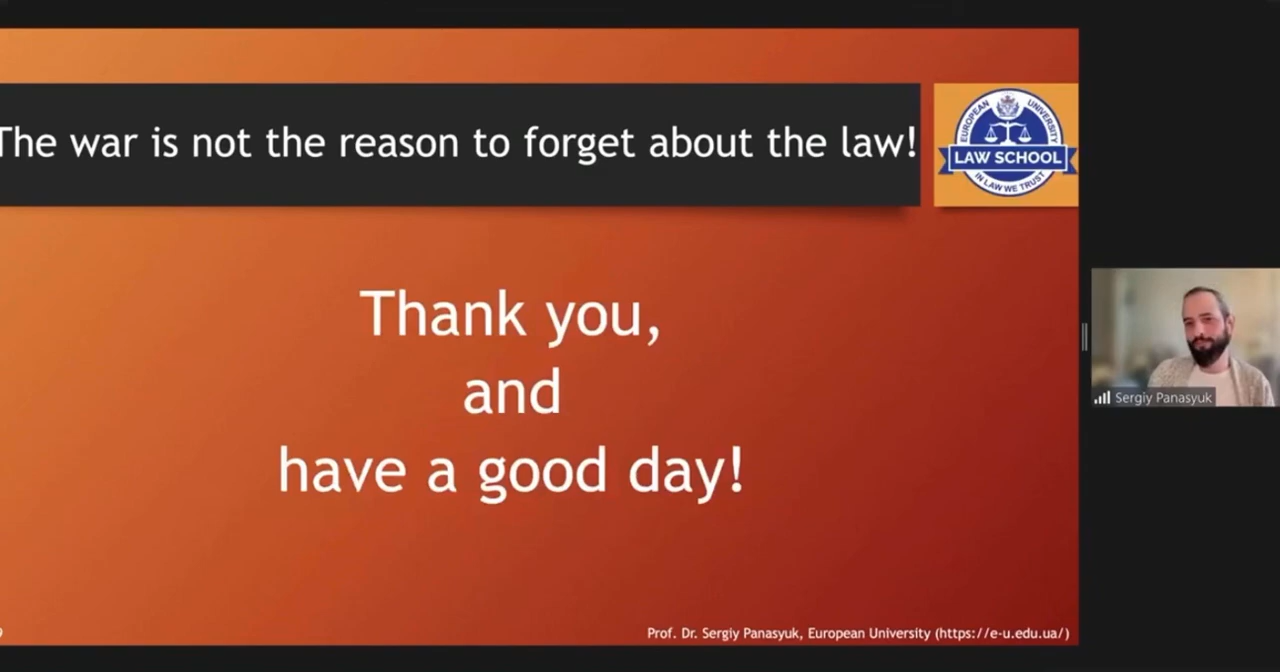 The war is not the reason to forget about the law!
EUROPEAN UNIVERSITY
LAW SCHOOL
IN LAW WE TRUST
Thank you,
and
have a good day!
Sergiy Panasyuk
9
Prof. Dr. Sergiy Panasyuk, European University (https://e-u.edu.ua/)